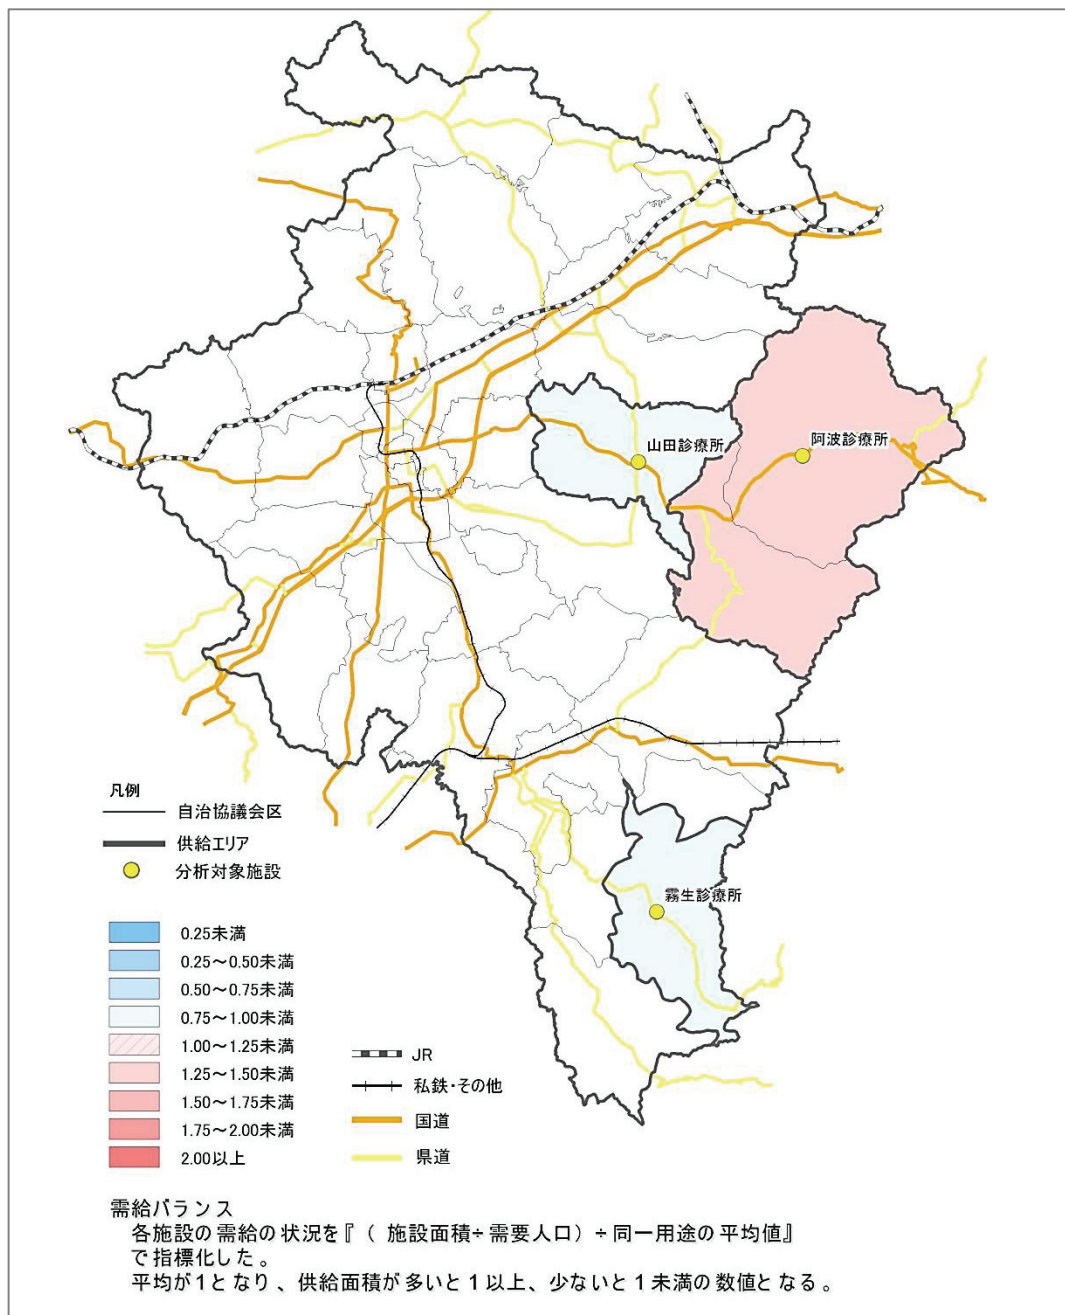 山田診療所
阿波診療所
霧生診療所
凡例
自治協議会区
供給エリア
分析対象施設
0.25未満
0.25～0.50未満
0.50～0.75未満
0.75～1.00未満
1.00～1.25未満
1.25～1.50未満
1.50～1.75未満
1.75～2.00未満
2.00以上
JR
私鉄・その他
国道
県道
需給バランス
各施設の需給の状況を『（ 施設面積÷需要人口）÷同一用途の平均値』
で指標化した。
平均が1となり、供給面積が多いと1以上、少ないと1未満の数値となる。